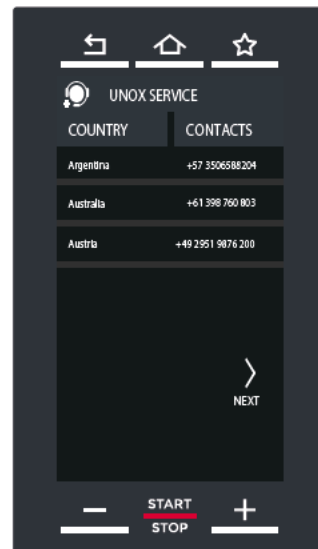 UNOX SERVICE
COUNTRY CONTACTS
Argentina +57 3506588204
Australia +61 398 760 803
Austria +49 2951 9876 200
NEXT
START
STOP